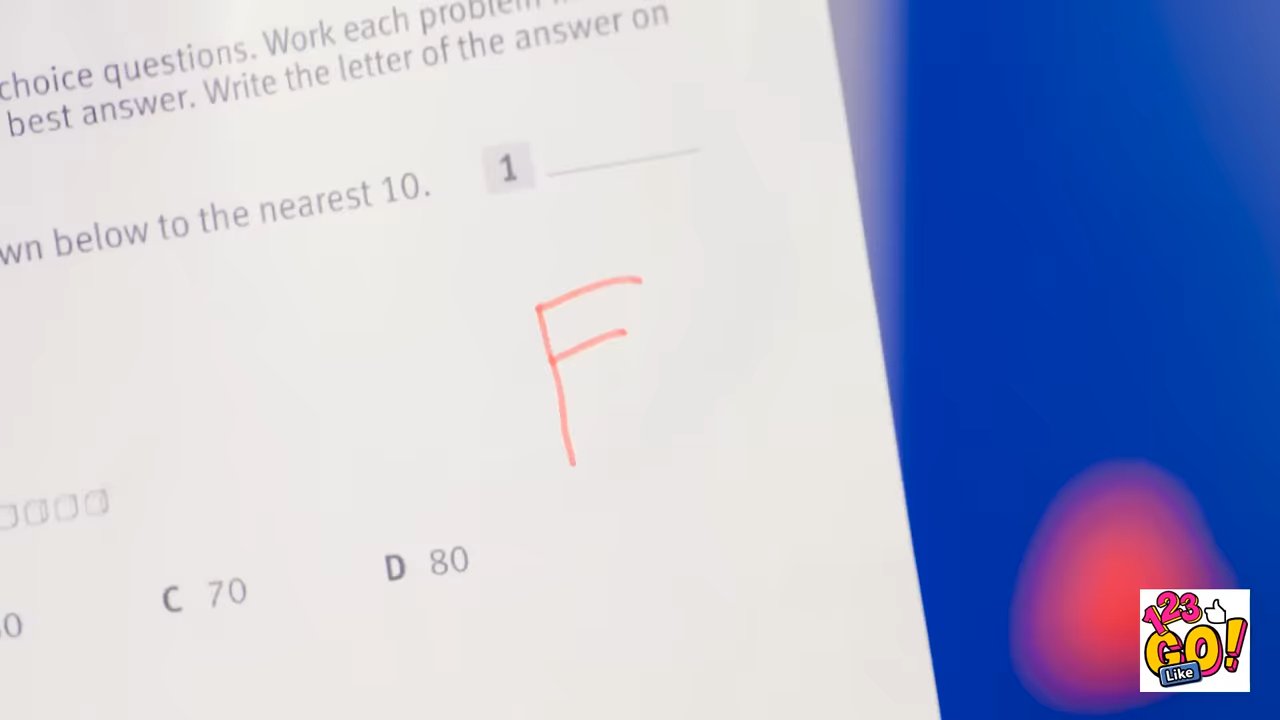 choice questions. Work each problem
best answer. Write the letter of the answer on
1
wn below to the nearest 10.
F
C 70
D 80
0
123
GO!
Like